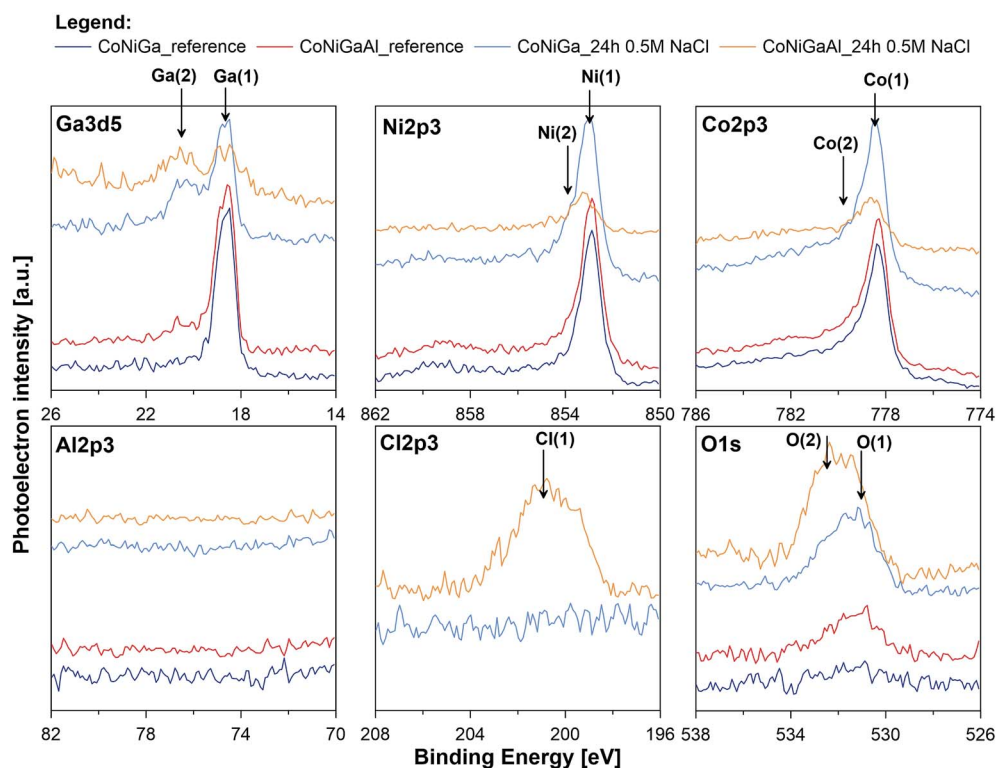 Legend:
CoNiGa_reference CoNiGaAl_reference CoNiGa_24h 0.5M NaCl CoNiGaAl_24h 0.5M NaCl
Ga(2) Ga(1) Ni(1) Co(1)
Ga3d5 Ni2p3 Ni(2) Co2p3 Co(2)
26 22 18 14 862 858 854 850 786 782 778 774
Al2p3 Cl2p3 Cl(1) O1s O(2) O(1)
82 78 74 70 208 204 200 196 538 534 530 526
Photoelectron intensity [a.u.]
Binding Energy [eV]